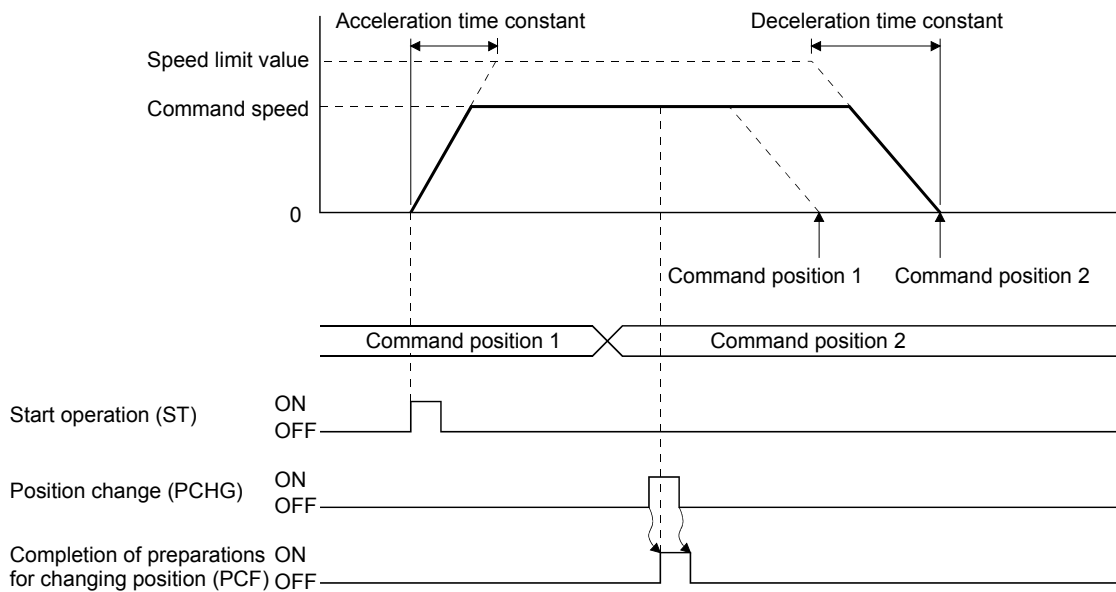 Acceleration time constant
Deceleration time constant
Speed limit value
Command speed
0
Command position 1
Command position 2
Command position 1
Command position 2
Start operation (ST)
ON
OFF
Position change (PCHG)
ON
OFF
Completion of preparations
for changing position (PCF)
ON
OFF